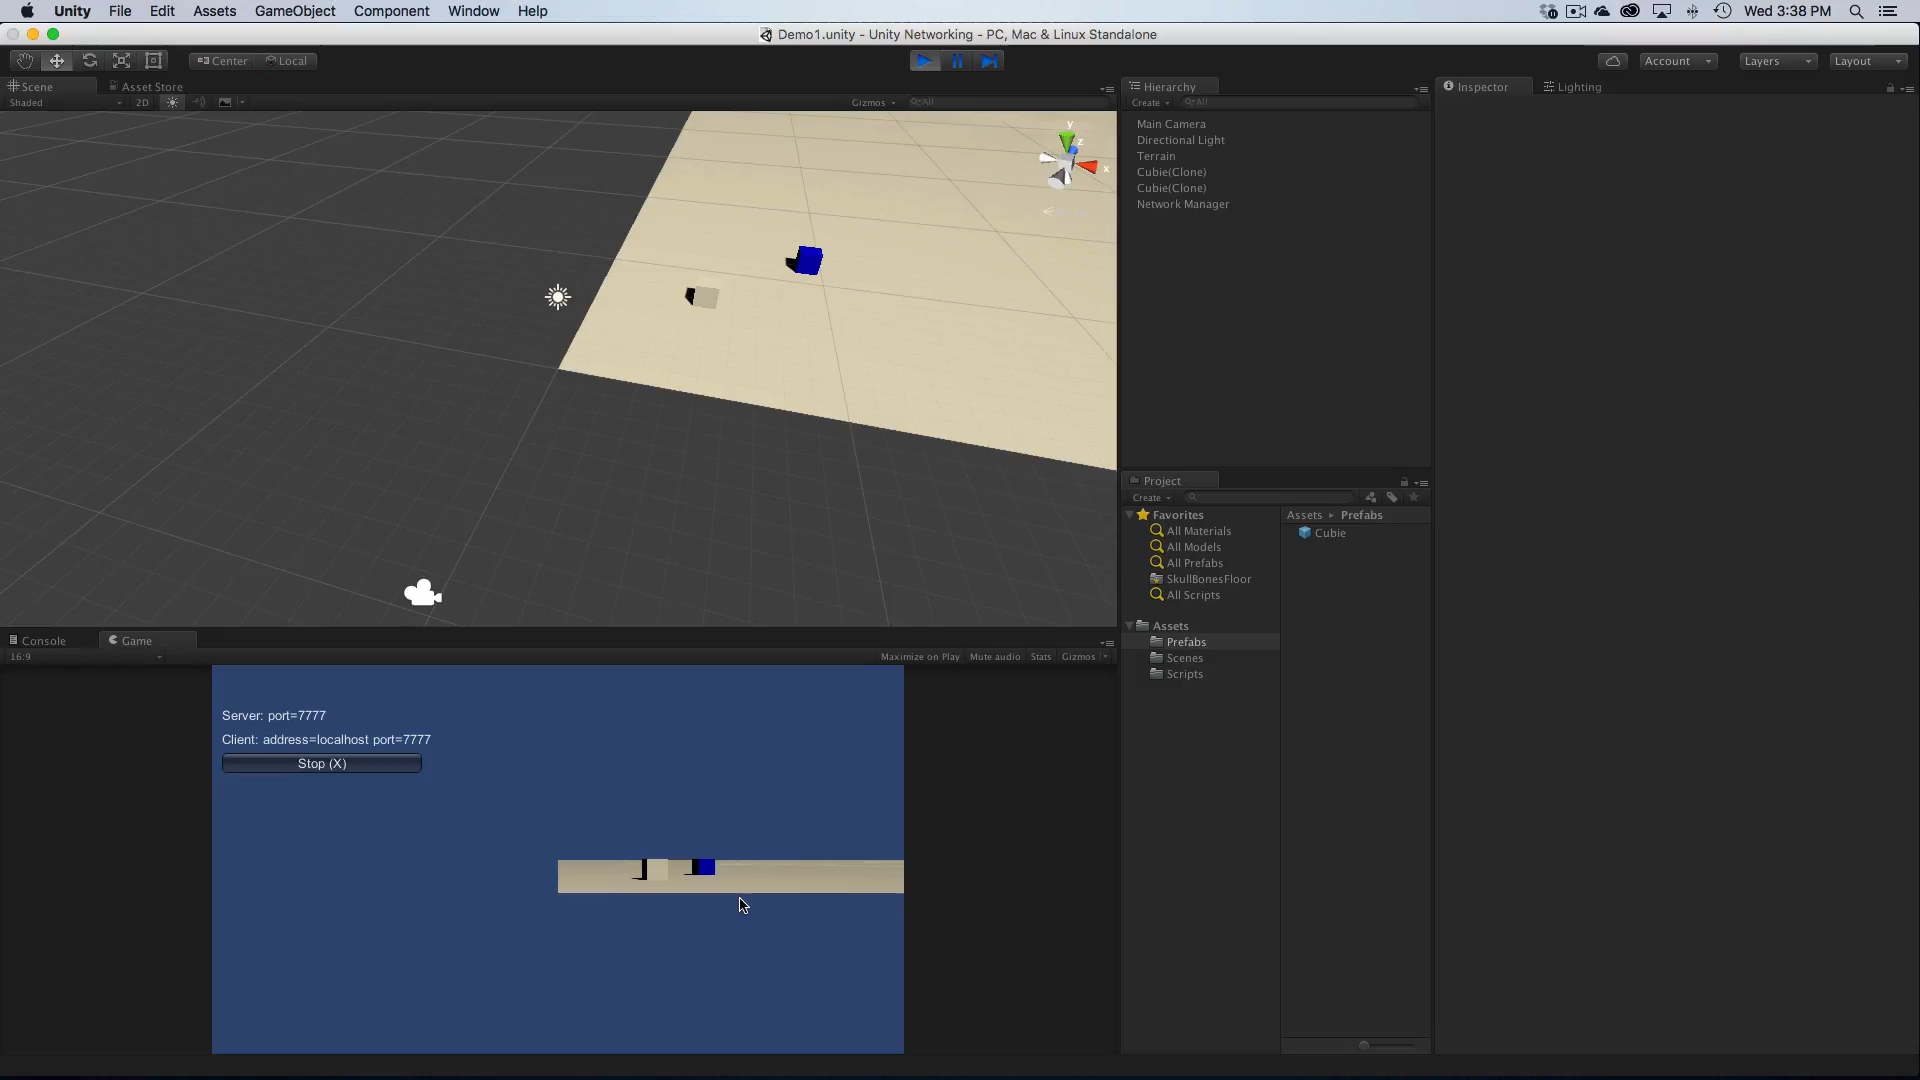 Unity File Edit Assets GameObject Component Window Help Wed 3:38 PM
Demo1.unity - Unity Networking - PC, Mac & Linux Standalone
Center Local Account Layers Layout
Scene Asset Store
Shaded 2D Gizmos All
y
z
x
Hierarchy
Create All
Main Camera
Directional Light
Terrain
Cubie(Clone)
Cubie(Clone)
Network Manager
Inspector Lighting
Project
Create
Favorites
All Materials
All Models
All Prefabs
SkullBonesFloor
All Scripts
Assets
Prefabs
Scenes
Scripts
Assets Prefabs
Cubie
Console Game
16:9 Maximize on Play Mute audio Stats Gizmos
Server: port=7777
Client: address=localhost port=7777
Stop (X)